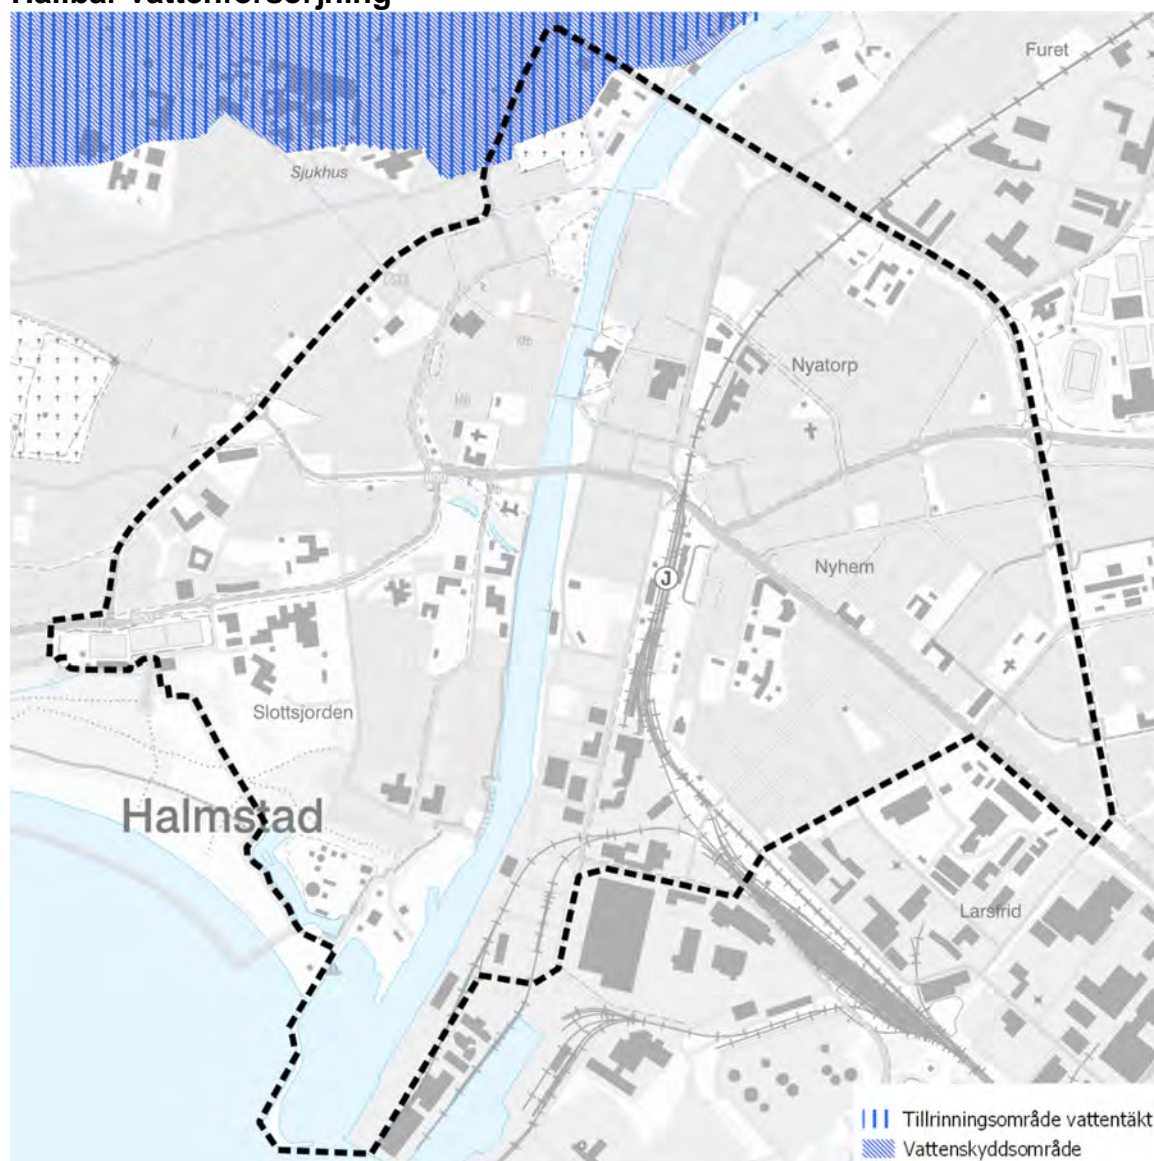 Hållbar vattenförsörjning
Furet
Sjukhus
Nyatorp
Nyhem
J
Slottsjorden
Halmstad
Larsfrid
Tillrinningsområde vattentäkt
Vattenskyddsområde